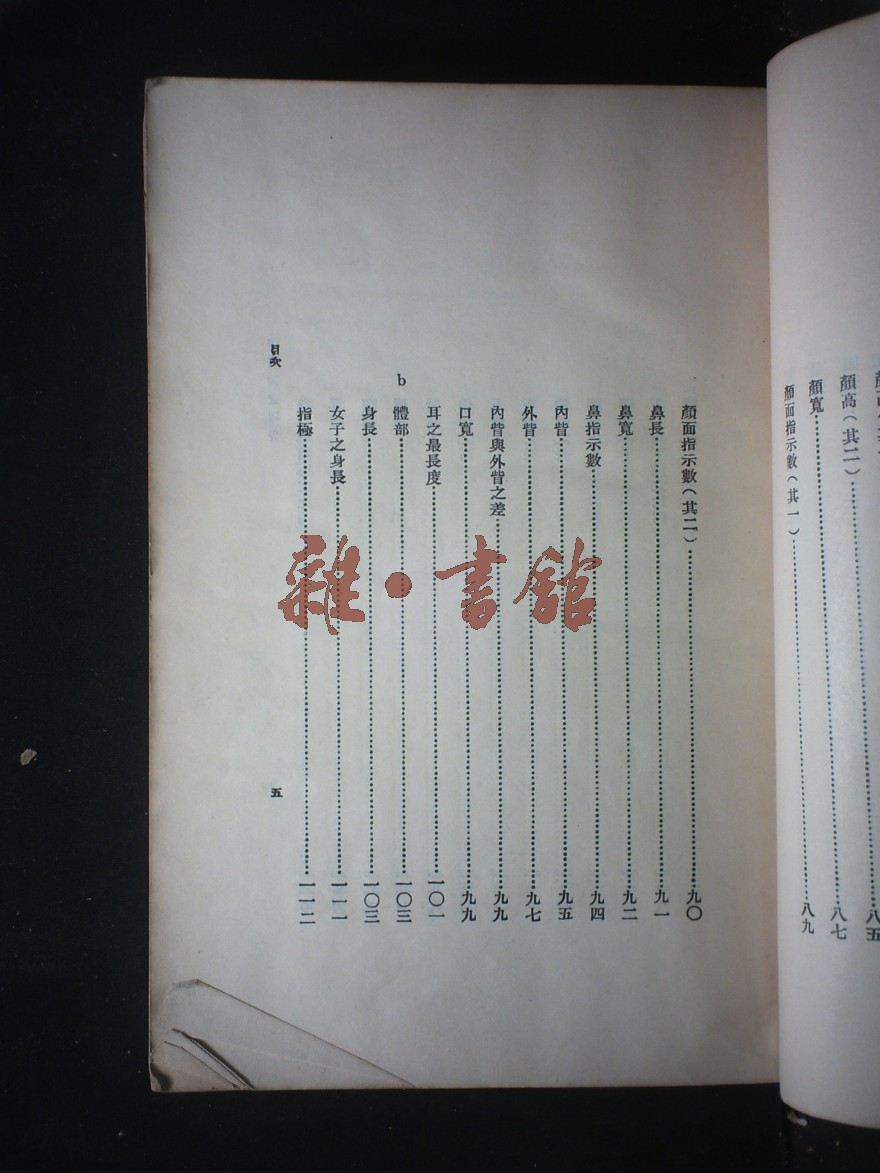 顏高（其二）……八七
顏寬……
顏面指示數（其一）……八九
顏面指示數（其二）……九〇
鼻長……九一
鼻寬……九二
鼻指示數……九四
內眥……九五
外眥……九七
內眥與外眥之差……九九
口寬……九九
耳之最長度……一〇一
b 體部……一〇三
身長……一〇三
女子之身長……一一一
指極……一一二
目次
五
雜·書館